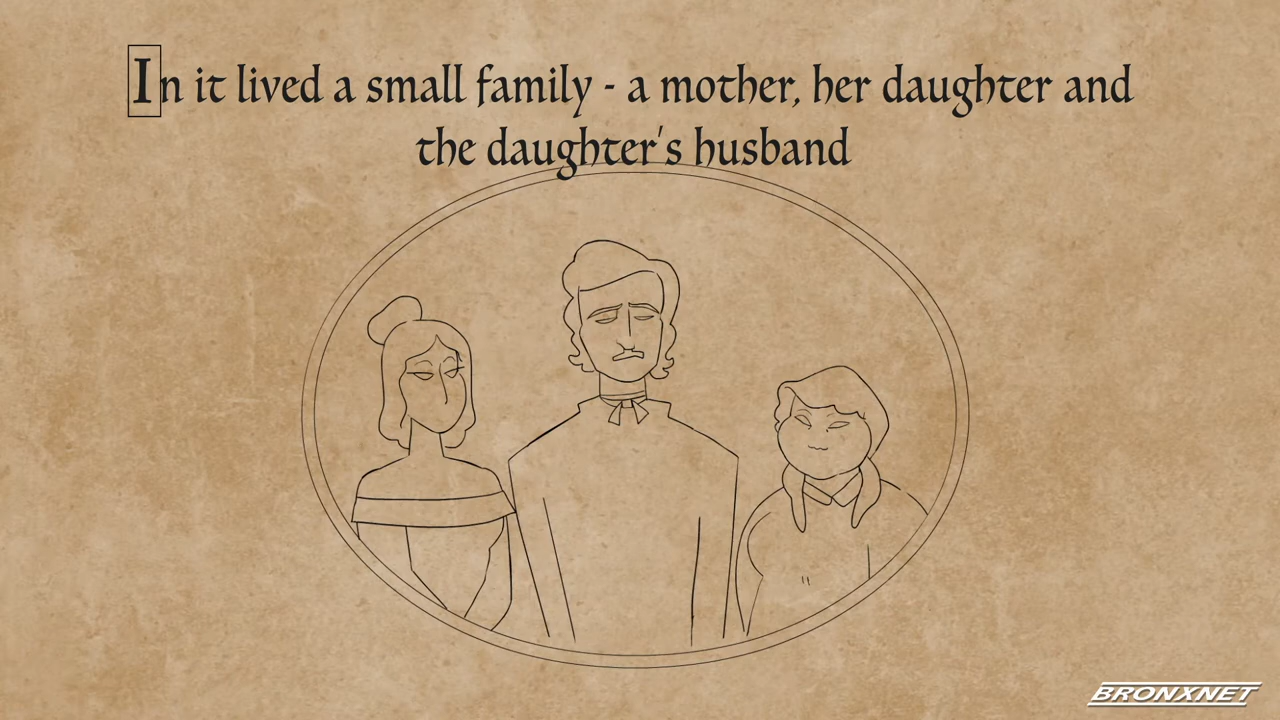 In it lived a small family - a mother, her daughter and
the daughter's husband
BRONXNET